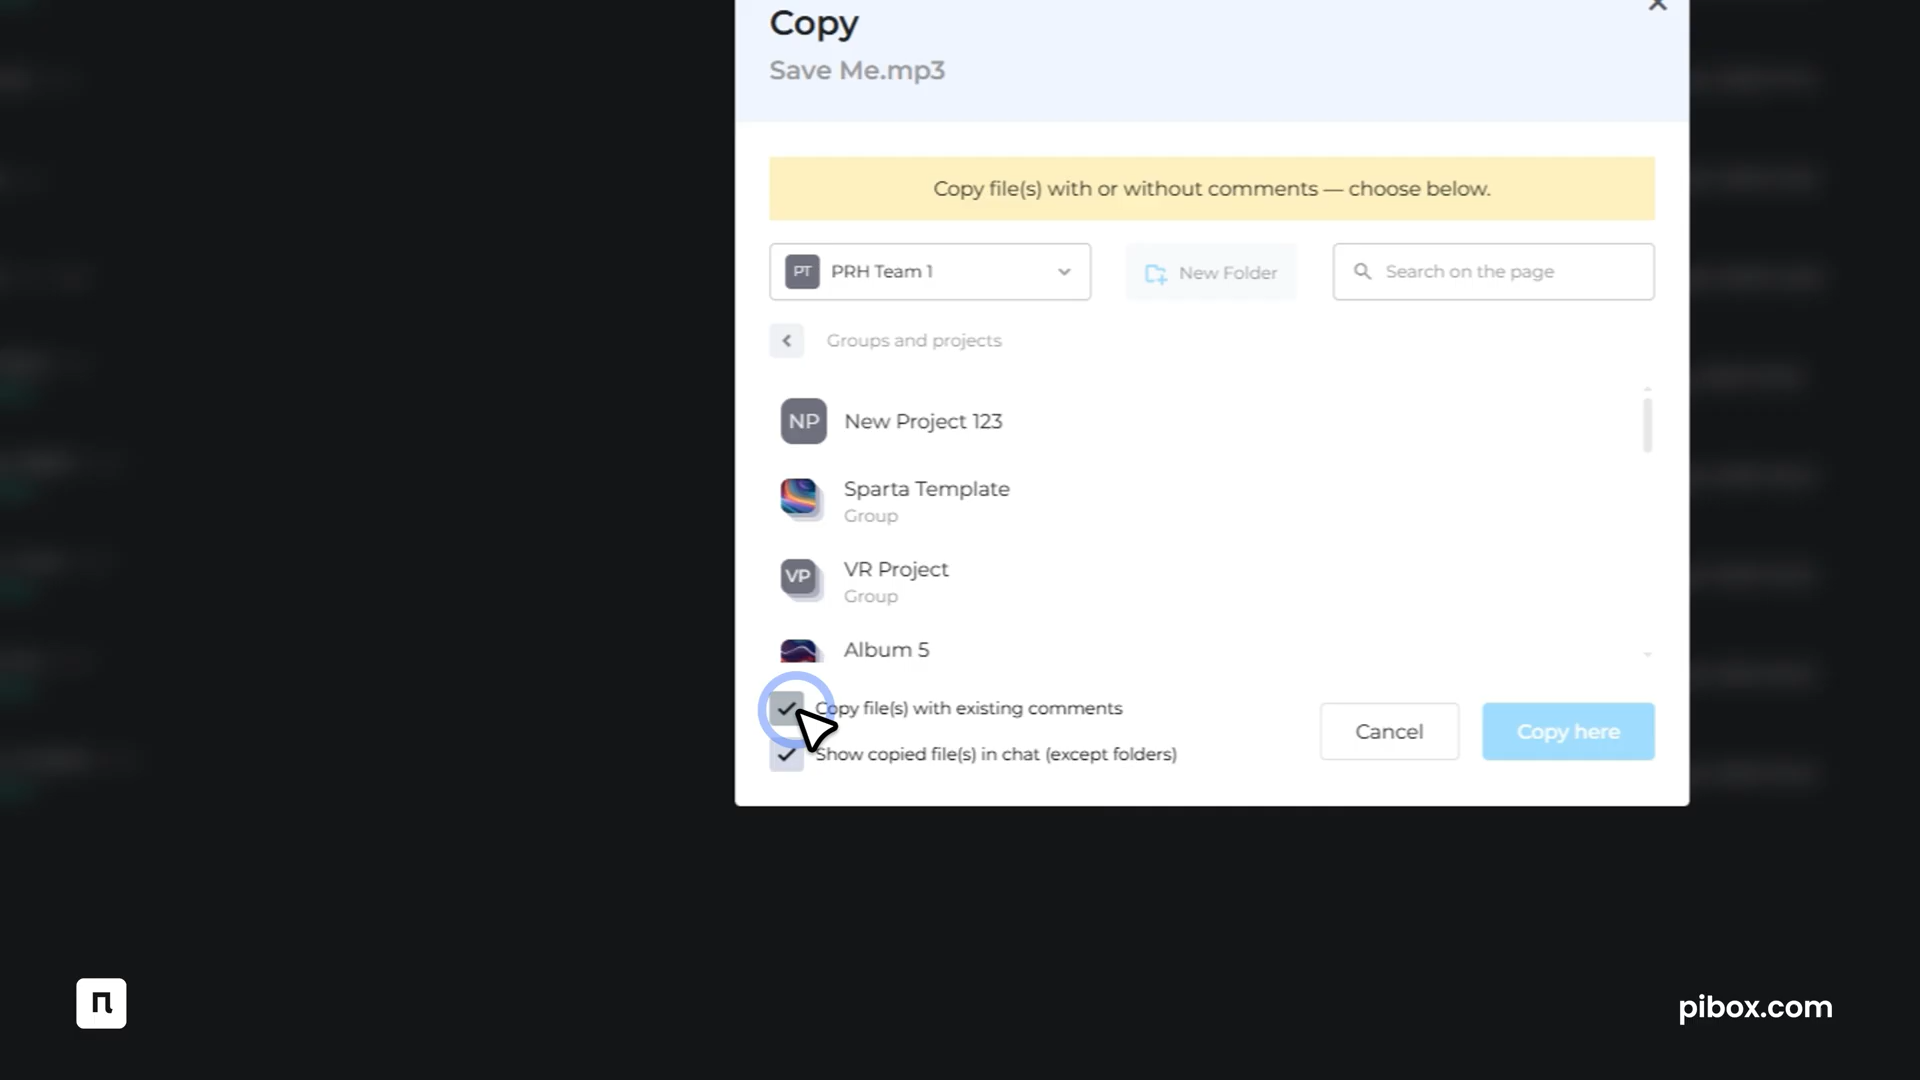 Copy
Save Me.mp3
Copy file(s) with or without comments — choose below.
PT PRH Team 1
New Folder
Search on the page
Groups and projects
NP New Project 123
Sparta Template
Group
VP VR Project
Group
Album 5
Copy file(s) with existing comments
Show copied file(s) in chat (except folders)
Cancel
Copy here
pibox.com